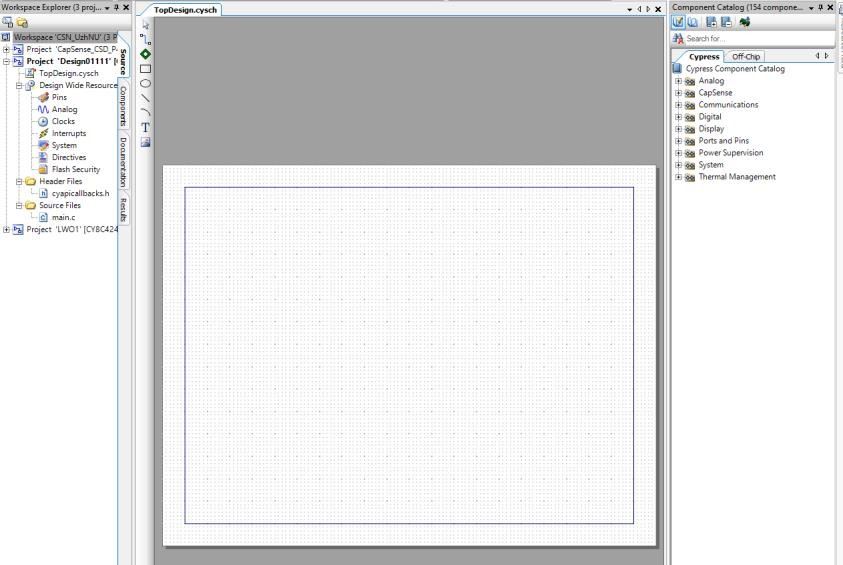 Workspace Explorer (3 proj...
Workspace 'CSN_UzhNU' (3 P
Project 'CapSense_CSD_P4
Project 'Design01111' [
TopDesign.cysch
Design Wide Resource
Pins
Analog
Clocks
Interrupts
System
Directives
Flash Security
Header Files
cyapicallbacks.h
Source Files
main.c
Project 'LWO1' [CY8C424
Source
Components
Documentation
Results
TopDesign.cysch
T
Component Catalog (154 compone...
Search for...
Cypress
Off-Chip
Cypress Component Catalog
Analog
CapSense
Communications
Digital
Display
Ports and Pins
Power Supervision
System
Thermal Management